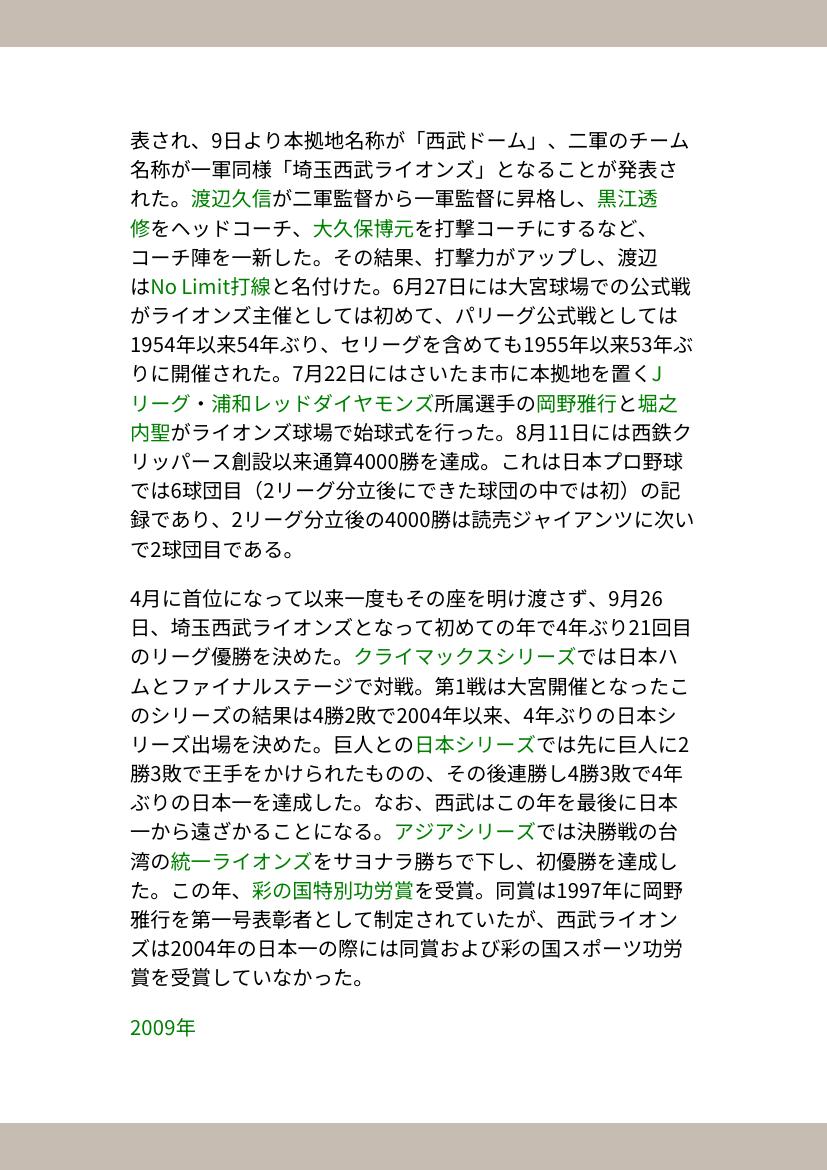 表され、9日より本拠地名称が「西武ドーム」、二軍のチーム
名称が一軍同様「埼玉西武ライオンズ」となることが発表さ
れた。渡辺久信が二軍監督から一軍監督に昇格し、黒江透
修をヘッドコーチ、大久保博元を打撃コーチにするなど、
コーチ陣を一新した。その結果、打撃力がアップし、渡辺
はNo Limit打線と名付けた。6月27日には大宮球場での公式戦
がライオンズ主催としては初めて、パリーグ公式戦としては
1954年以来54年ぶり、セリーグを含めても1955年以来53年ぶ
りに開催された。7月22日にはさいたま市に本拠地を置くJ
リーグ・浦和レッドダイヤモンズ所属選手の岡野雅行と堀之
内聖がライオンズ球場で始球式を行った。8月11日には西鉄ク
リッパース創設以来通算4000勝を達成。これは日本プロ野球
では6球団目（2リーグ分立後にできた球団の中では初）の記
録であり、2リーグ分立後の4000勝は読売ジャイアンツに次い
で2球団目である。
4月に首位になって以来一度もその座を明け渡さず、9月26
日、埼玉西武ライオンズとなって初めての年で4年ぶり21回目
のリーグ優勝を決めた。クライマックスシリーズでは日本ハ
ムとファイナルステージで対戦。第1戦は大宮開催となったこ
のシリーズの結果は4勝2敗で2004年以来、4年ぶりの日本シ
リーズ出場を決めた。巨人との日本シリーズでは先に巨人に2
勝3敗で王手をかけられたものの、その後連勝し4勝3敗で4年
ぶりの日本一を達成した。なお、西武はこの年を最後に日本
一から遠ざかることになる。アジアシリーズでは決勝戦の台
湾の統一ライオンズをサヨナラ勝ちで下し、初優勝を達成し
た。この年、彩の国特別功労賞を受賞。同賞は1997年に岡野
雅行を第一号表彰者として制定されていたが、西武ライオン
ズは2004年の日本一の際には同賞および彩の国スポーツ功労
賞を受賞していなかった。
2009年